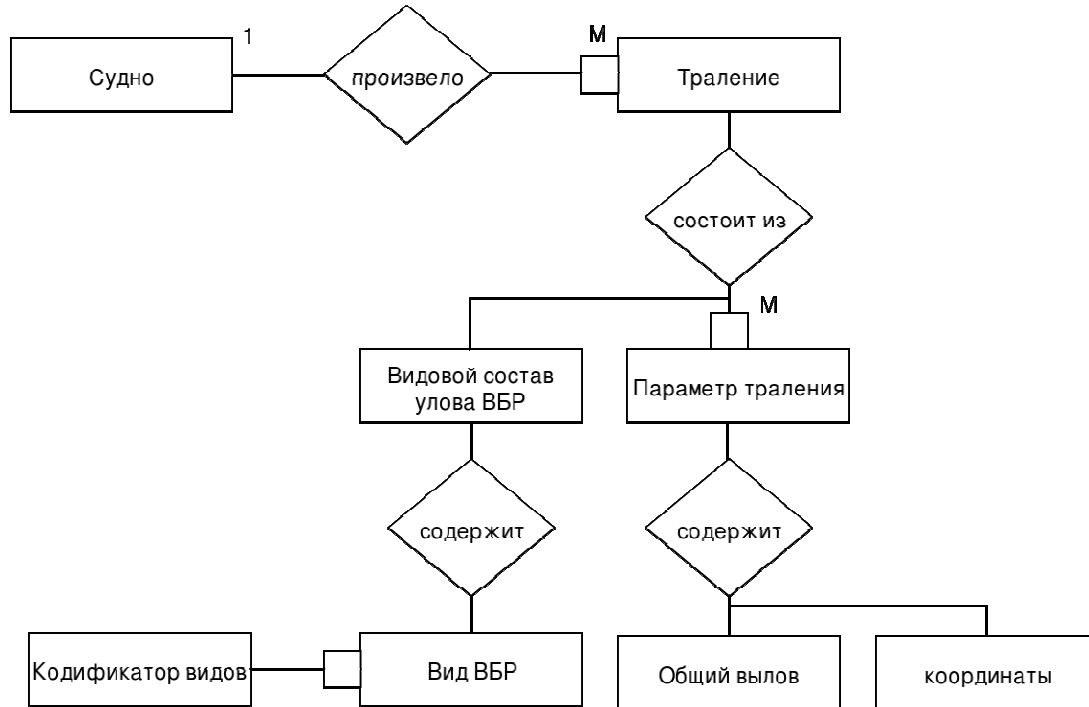 1
M
Судно
произвело
Траление
состоит из
M
Видовой состав
улова ВБР
Параметр траления
содержит
содержит
Кодификатор видов
Вид ВБР
Общий вылов
координаты